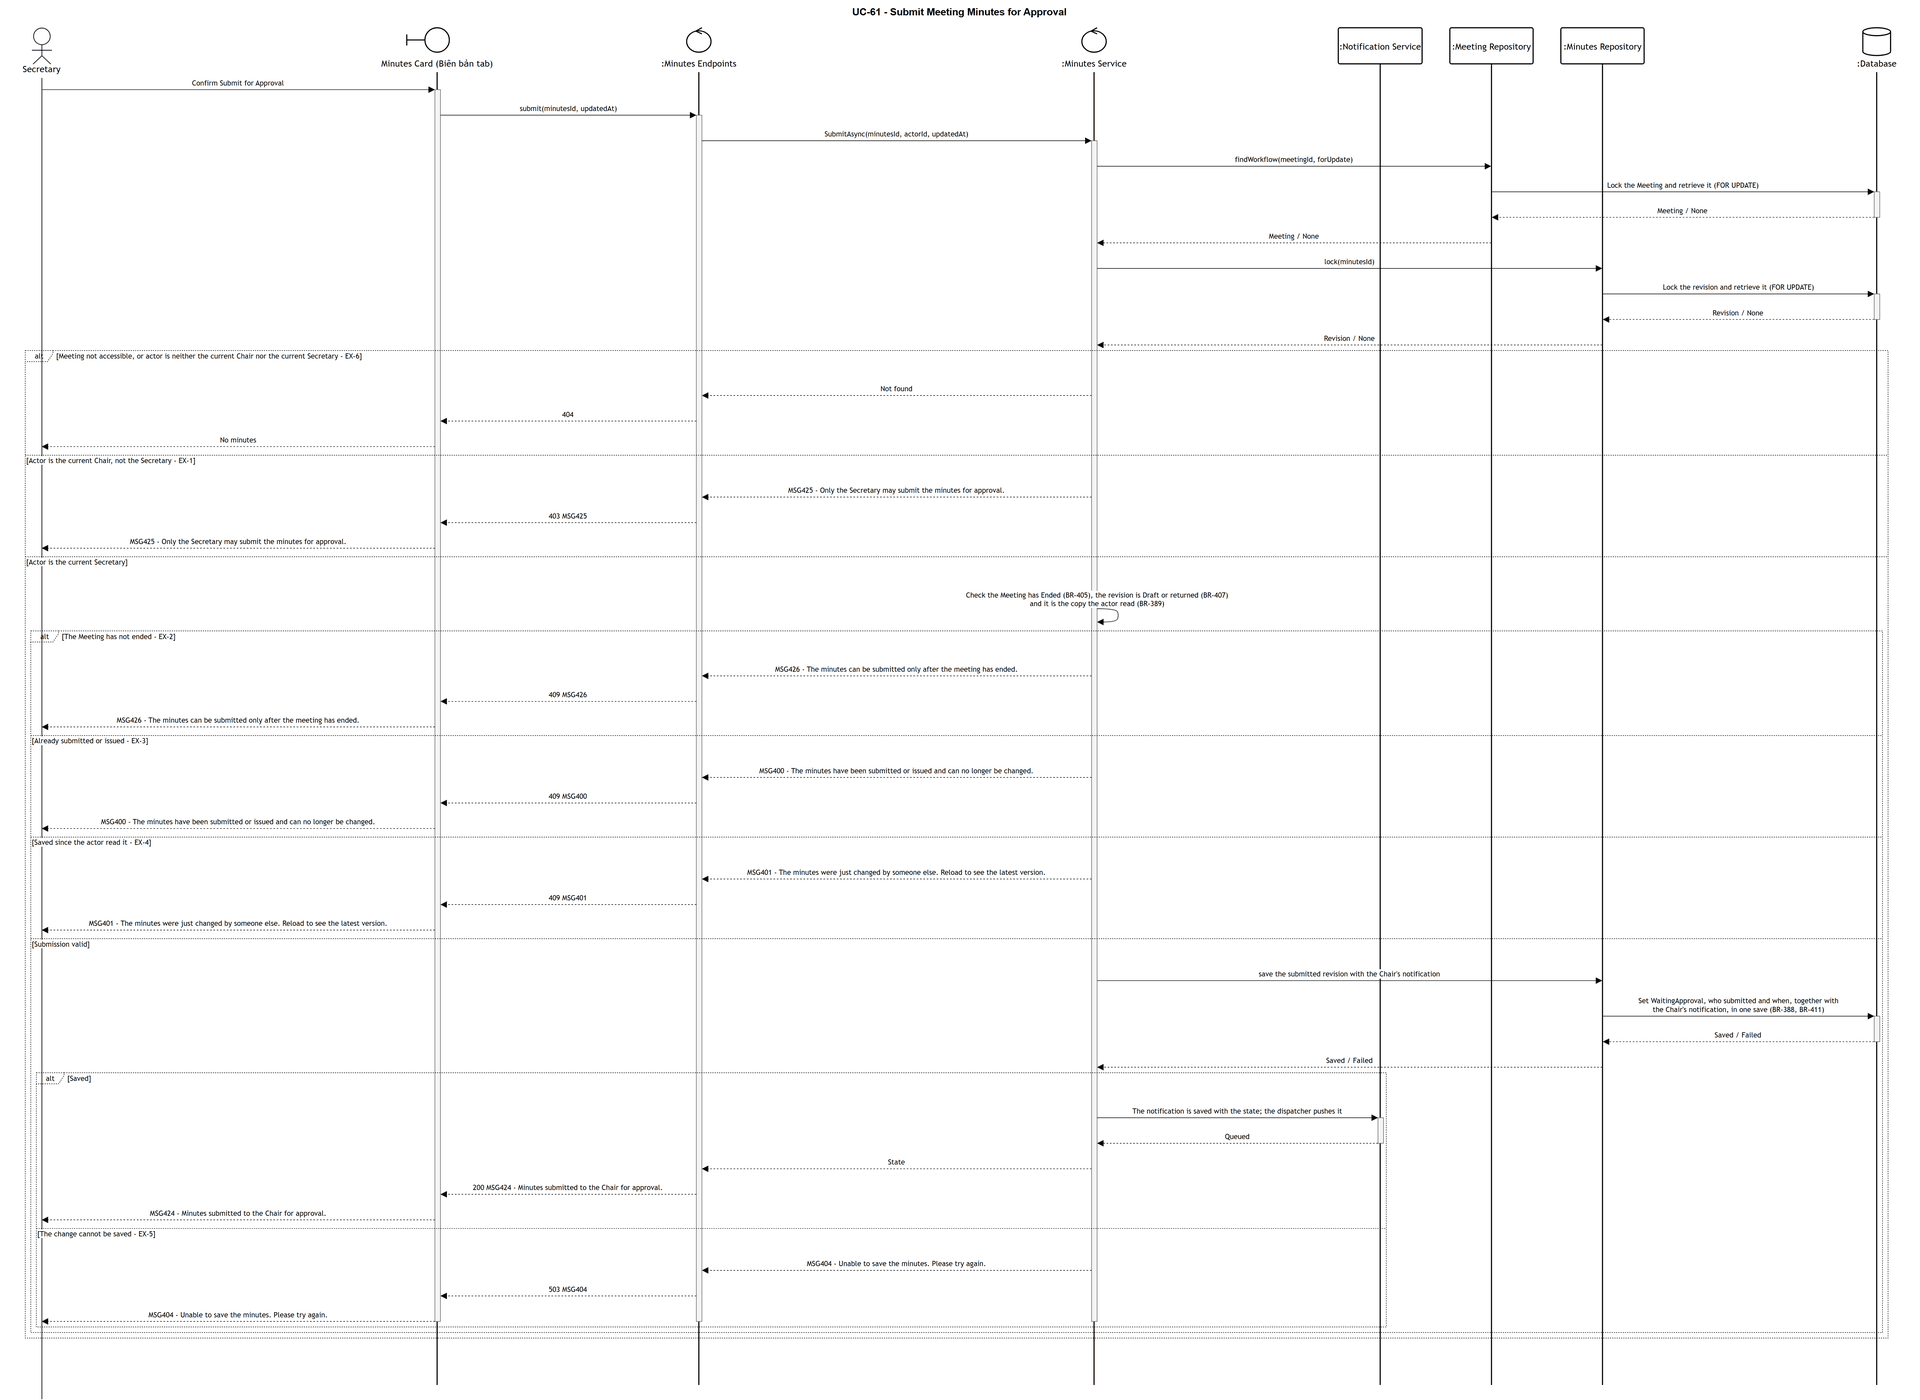 UC-61 - Submit Meeting Minutes for Approval
Secretary
Minutes Card (Biên bản tab)
:Minutes Endpoints
:Minutes Service
:Notification Service
:Meeting Repository
:Minutes Repository
:Database
Confirm Submit for Approval
submit(minutesId, updatedAt)
SubmitAsync(minutesId, actorId, updatedAt)
findWorkflow(meetingId, forUpdate)
Lock the Meeting and retrieve it (FOR UPDATE)
Meeting / None
Meeting / None
lock(minutesId)
Lock the revision and retrieve it (FOR UPDATE)
Revision / None
Revision / None
alt
[Meeting not accessible, or actor is neither the current Chair nor the current Secretary - EX-6]
Not found
404
No minutes
[Actor is the current Chair, not the Secretary - EX-1]
MSG425 - Only the Secretary may submit the minutes for approval.
403 MSG425
MSG425 - Only the Secretary may submit the minutes for approval.
[Actor is the current Secretary]
Check the Meeting has Ended (BR-405), the revision is Draft or returned (BR-407)
and it is the copy the actor read (BR-389)
alt
[The Meeting has not ended - EX-2]
MSG426 - The minutes can be submitted only after the meeting has ended.
409 MSG426
MSG426 - The minutes can be submitted only after the meeting has ended.
[Already submitted or issued - EX-3]
MSG400 - The minutes have been submitted or issued and can no longer be changed.
409 MSG400
MSG400 - The minutes have been submitted or issued and can no longer be changed.
[Saved since the actor read it - EX-4]
MSG401 - The minutes were just changed by someone else. Reload to see the latest version.
409 MSG401
MSG401 - The minutes were just changed by someone else. Reload to see the latest version.
[Submission valid]
save the submitted revision with the Chair's notification
Set WaitingApproval, who submitted and when, together with
the Chair's notification, in one save (BR-388, BR-411)
Saved / Failed
Saved / Failed
alt
[Saved]
The notification is saved with the state; the dispatcher pushes it
Queued
State
200 MSG424 - Minutes submitted to the Chair for approval.
MSG424 - Minutes submitted to the Chair for approval.
[The change cannot be saved - EX-5]
MSG404 - Unable to save the minutes. Please try again.
503 MSG404
MSG404 - Unable to save the minutes. Please try again.